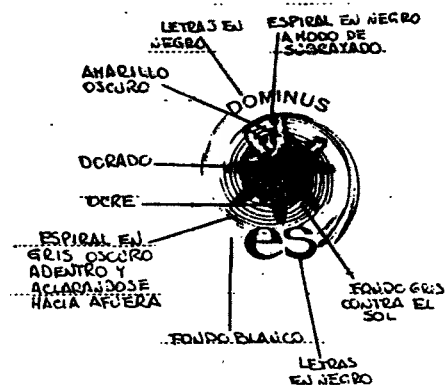 LETRAS EN
NEGRO
ESPIRAL EN NEGRO
A MODO DE
SUBRAYADO.
AMARILLO
OSCURO
DOMINUS
DORADO
OCRE
ESPIRAL EN
GRIS OSCURO
ADENTRO Y
ACLARANDOSE
HACIA AFUERA
es
FONDO GRIS
CONTRA EL
SOL
FONDO BLANCO
LETRAS
EN NEGRO